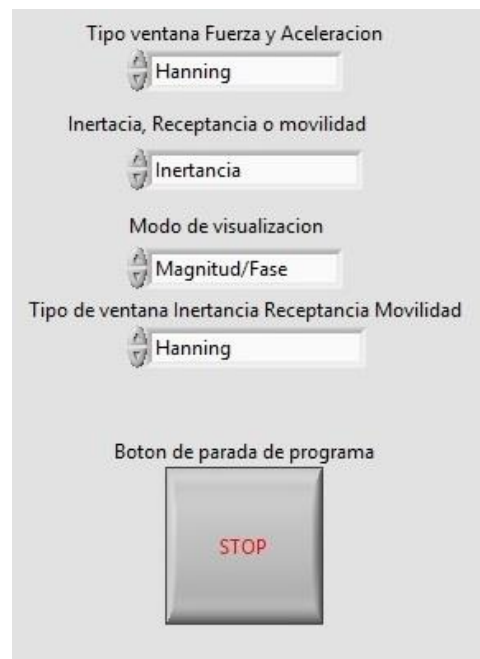 Tipo ventana Fuerza y Aceleracion
Hanning
Inertacia, Receptancia o movilidad
Inertancia
Modo de visualizacion
Magnitud/Fase
Tipo de ventana Inertancia Receptancia Movilidad
Hanning
Boton de parada de programa
STOP